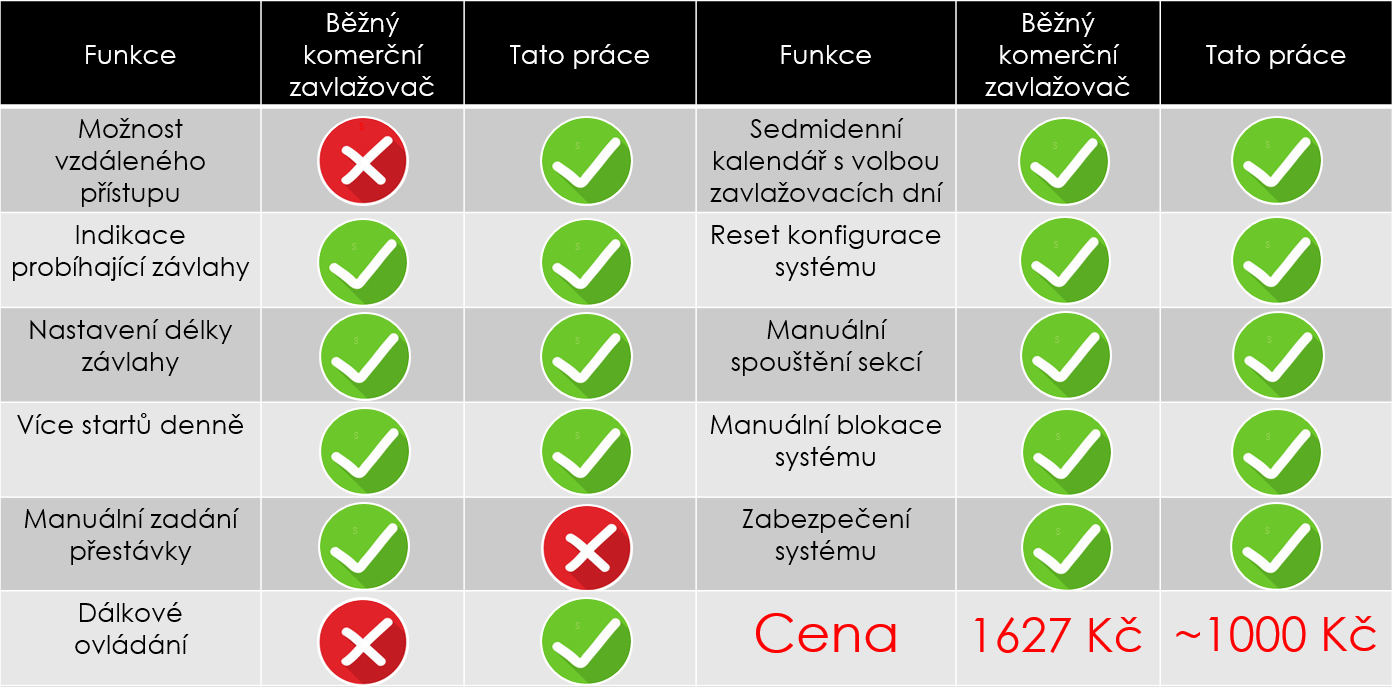 Funkce
Běžný
komerční
zavlažovač
Tato práce
Funkce
Běžný
komerční
zavlažovač
Tato práce
Možnost
vzdáleného
přístupu
Sedmidenní
kalendář s volbou
zavlažovacích dní
Indikace
probíhající závlahy
Reset konfigurace
systému
Nastavení délky
závlahy
Manuální
spouštění sekcí
Více startů denně
Manuální blokace
systému
Manuální zadání
přestávky
Zabezpečení
systému
Dálkové
ovládání
Cena
1627 Kč
~1000 Kč